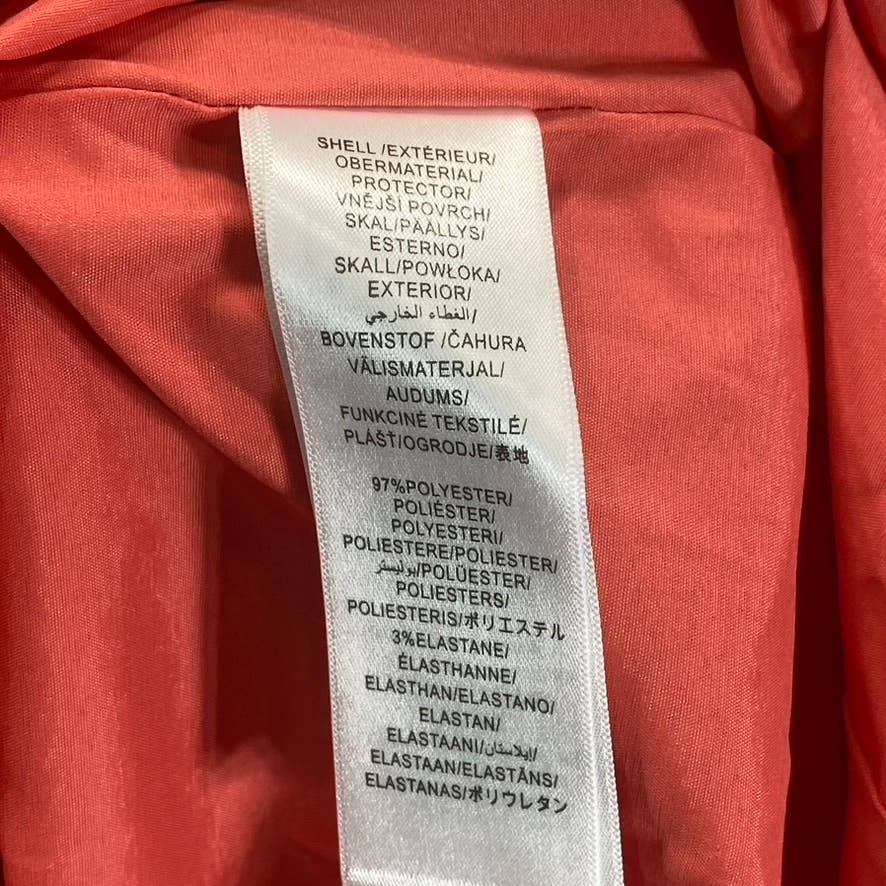 SHELL /EXTÉRIEUR/
OBERMATERIAL/
PROTECTOR/
VNĚJŠÍ POVRCH/
SKAL/PÄÄLLYS/
ESTERNO/
SKALL/POWŁOKA/
EXTERIOR/
الغطاء الخارجي/
BOVENSTOF /ČAHURA
VÄLISMATERJAL/
AUDUMS/
FUNKCINĖ TEKSTILĖ/
PLÁŠŤ/OGRODJE/表地
97%POLYESTER/
POLIÉSTER/
POLYESTERI/
POLIESTERE/POLIESTER/
بوليستر/POLÜESTER/
POLIESTERS/
POLIESTERIS/ポリエステル
3%ELASTANE/
ÉLASTHANNE/
ELASTHAN/ELASTANO/
ELASTAN/
ELASTAANI/إيلاستان/
ELASTAAN/ELASTĀNS/
ELASTANAS/ポリウレタン